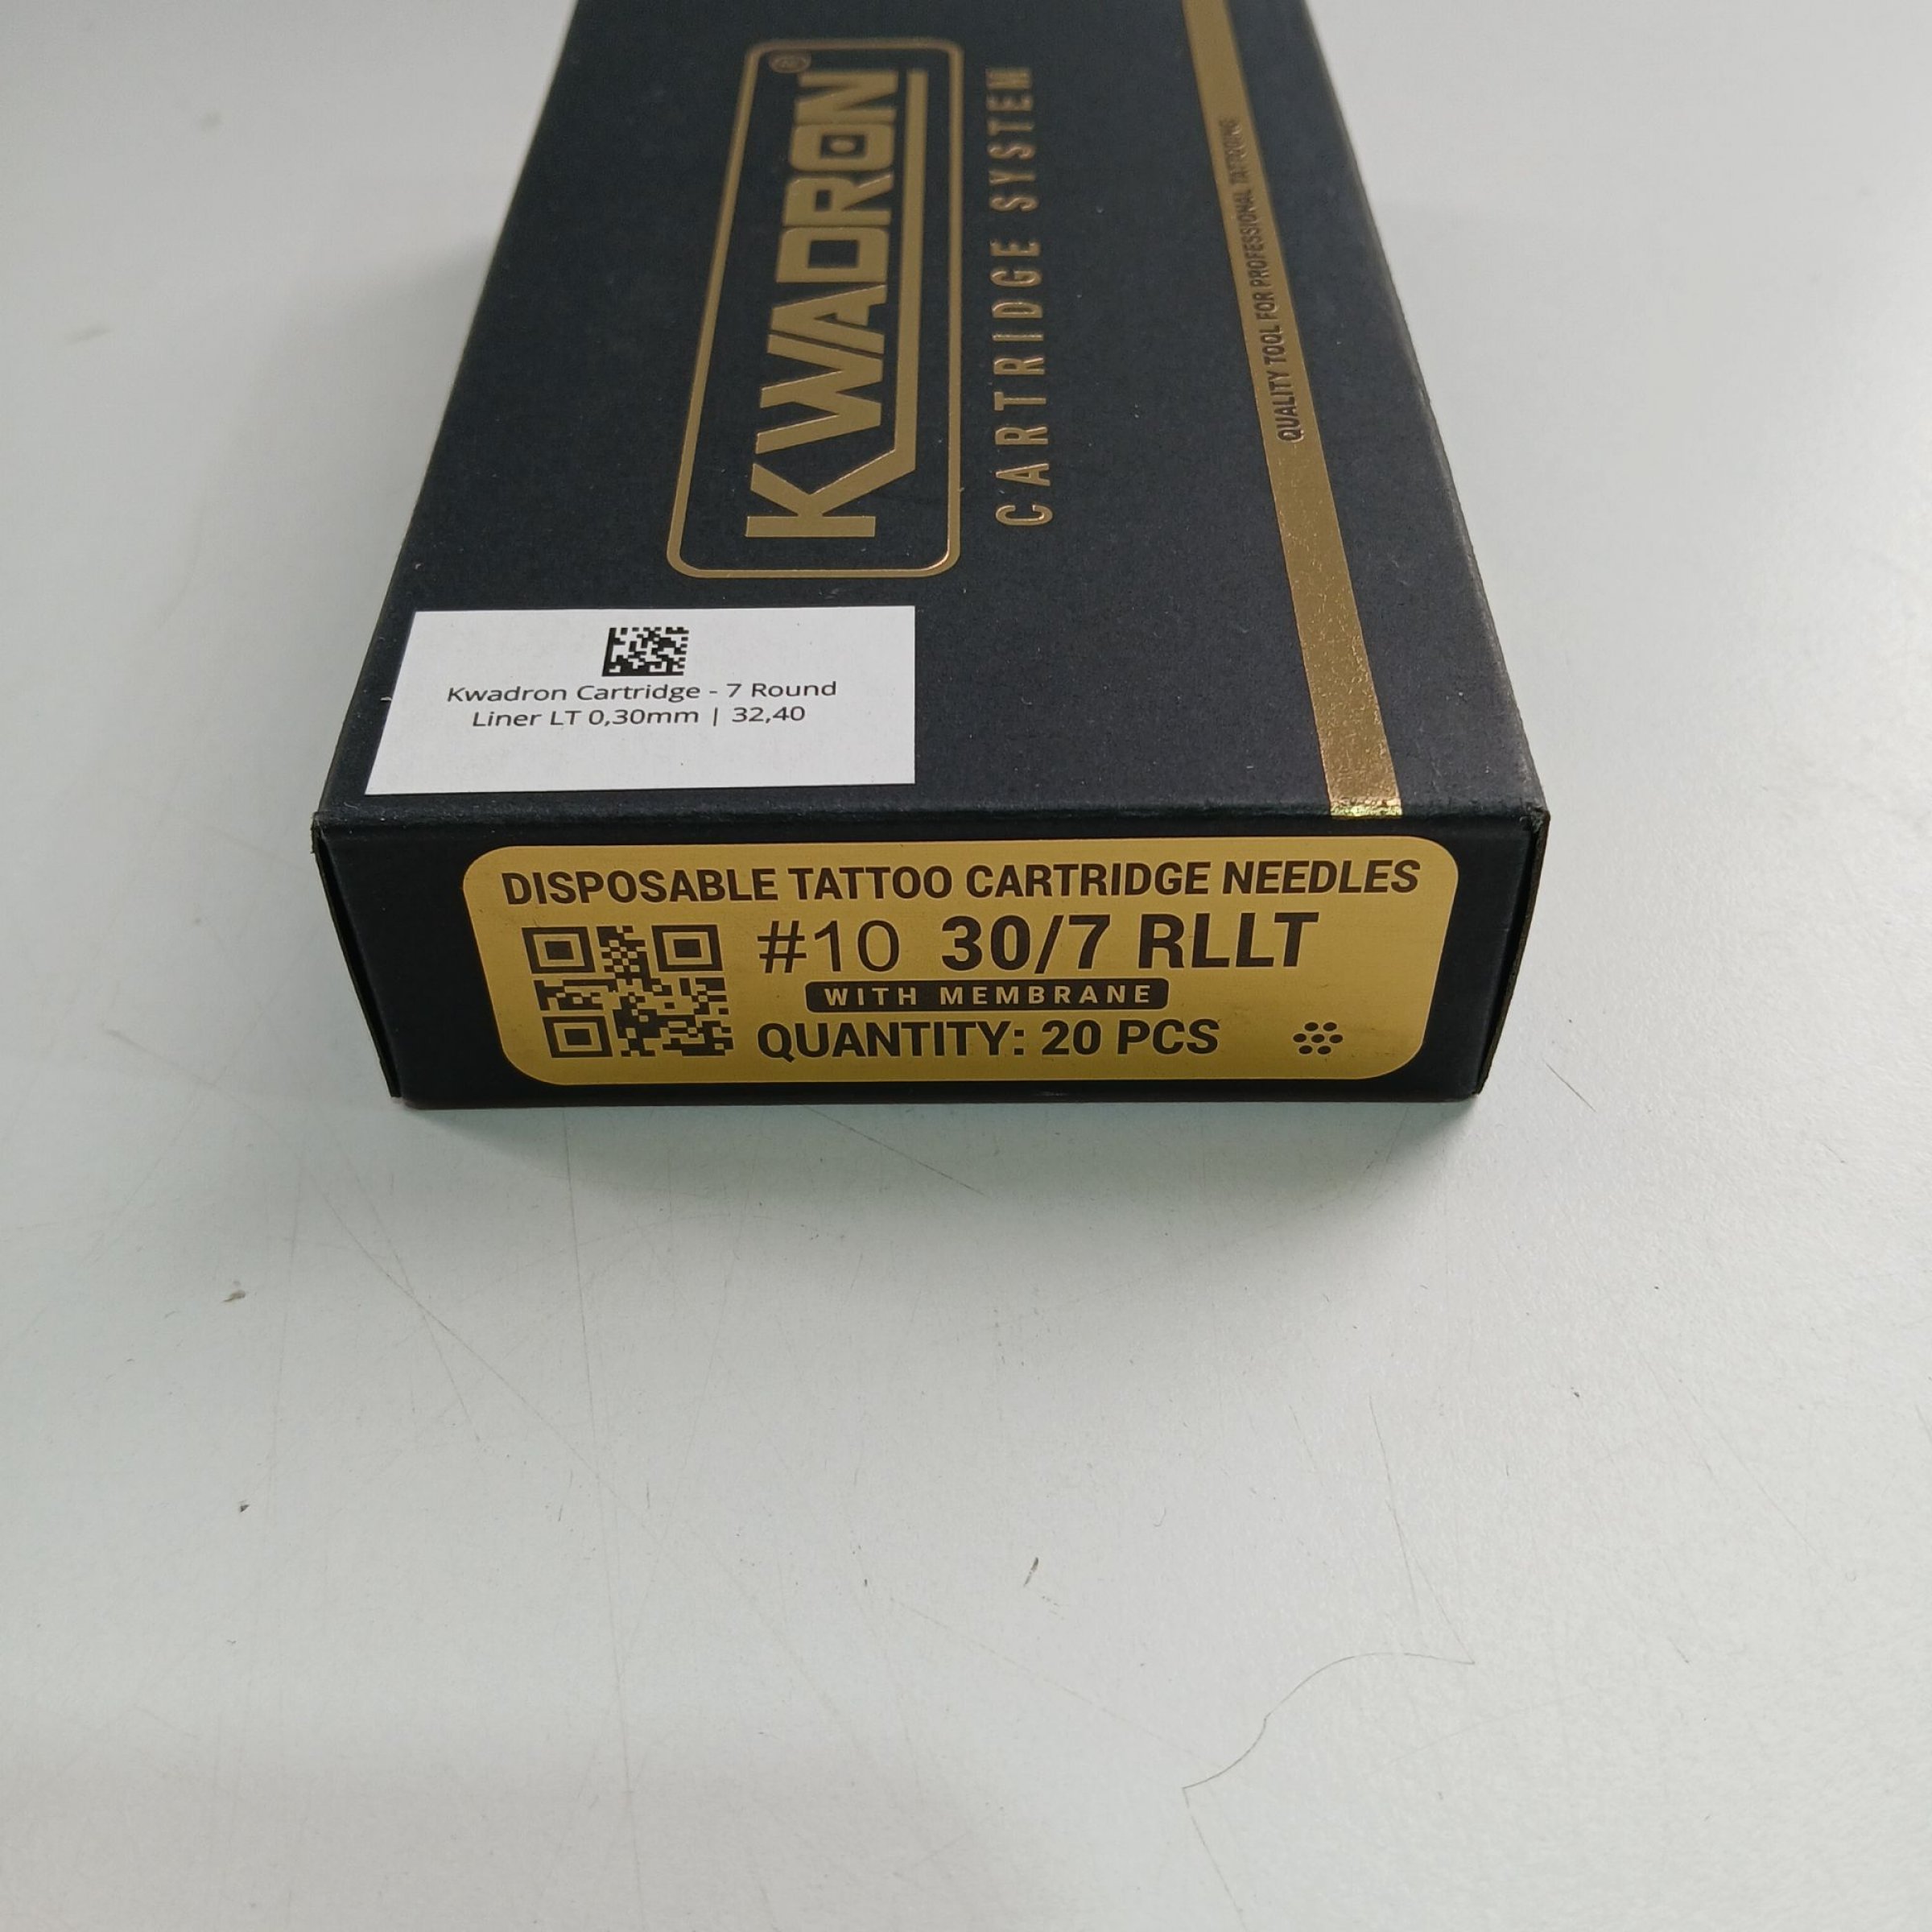 KWADRON®
CARTRIDGE SYSTEM
QUALITY TOOL FOR PROFESSIONAL TATTOOING
Kwadron Cartridge - 7 Round
Liner LT 0,30mm | 32,40
DISPOSABLE TATTOO CARTRIDGE NEEDLES
#10 30/7 RLLT
WITH MEMBRANE
QUANTITY: 20 PCS